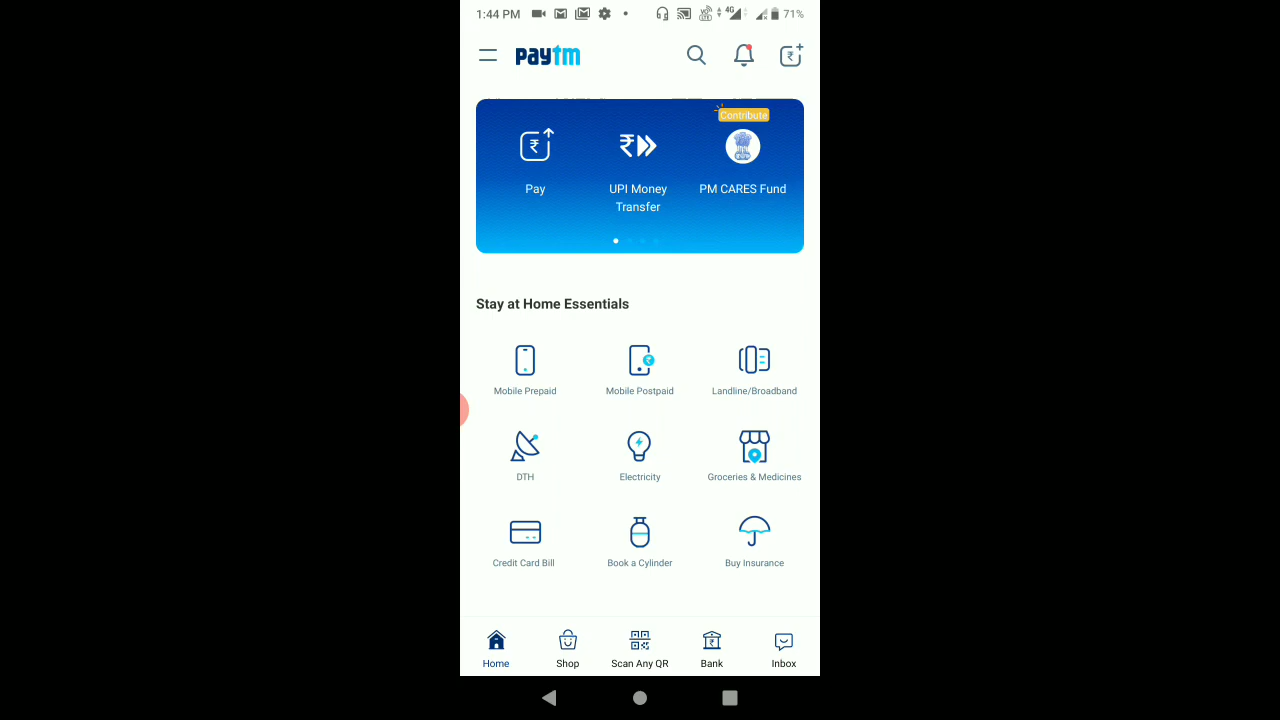 1:44 PM 4G 71%
paytm
Contribute
Pay
UPI Money
Transfer
PM CARES Fund
Stay at Home Essentials
Mobile Prepaid
Mobile Postpaid
Landline/Broadband
DTH
Electricity
Groceries & Medicines
Credit Card Bill
Book a Cylinder
Buy Insurance
Home
Shop
Scan Any QR
Bank
Inbox